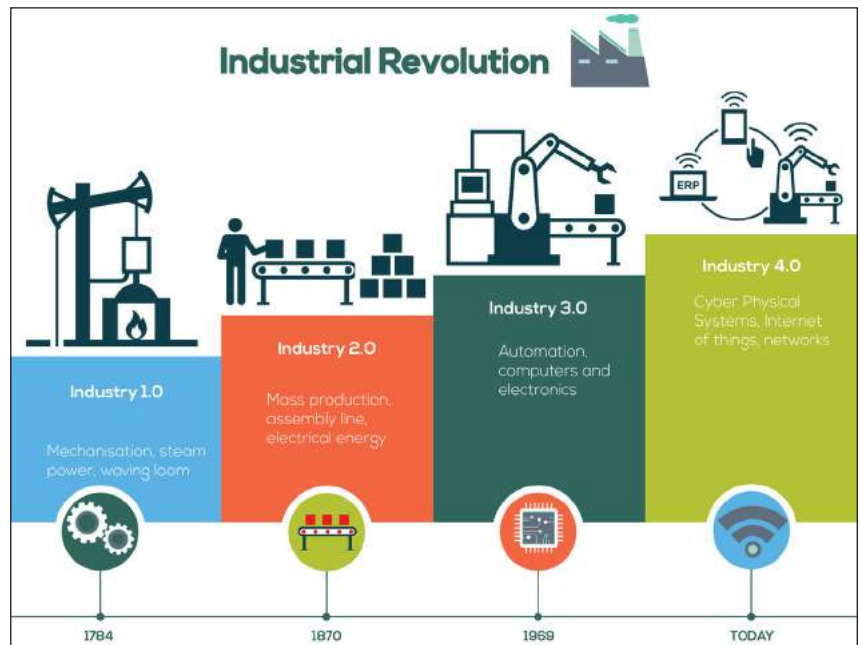 Industrial Revolution
ERP
Industry 1.0
Mechanisation, steam
power, waving loom
Industry 2.0
Mass production,
assembly line,
electrical energy
Industry 3.0
Automation,
computers and
electronics
Industry 4.0
Cyber Physical
Systems, Internet
of things, networks
1784
1870
1969
TODAY